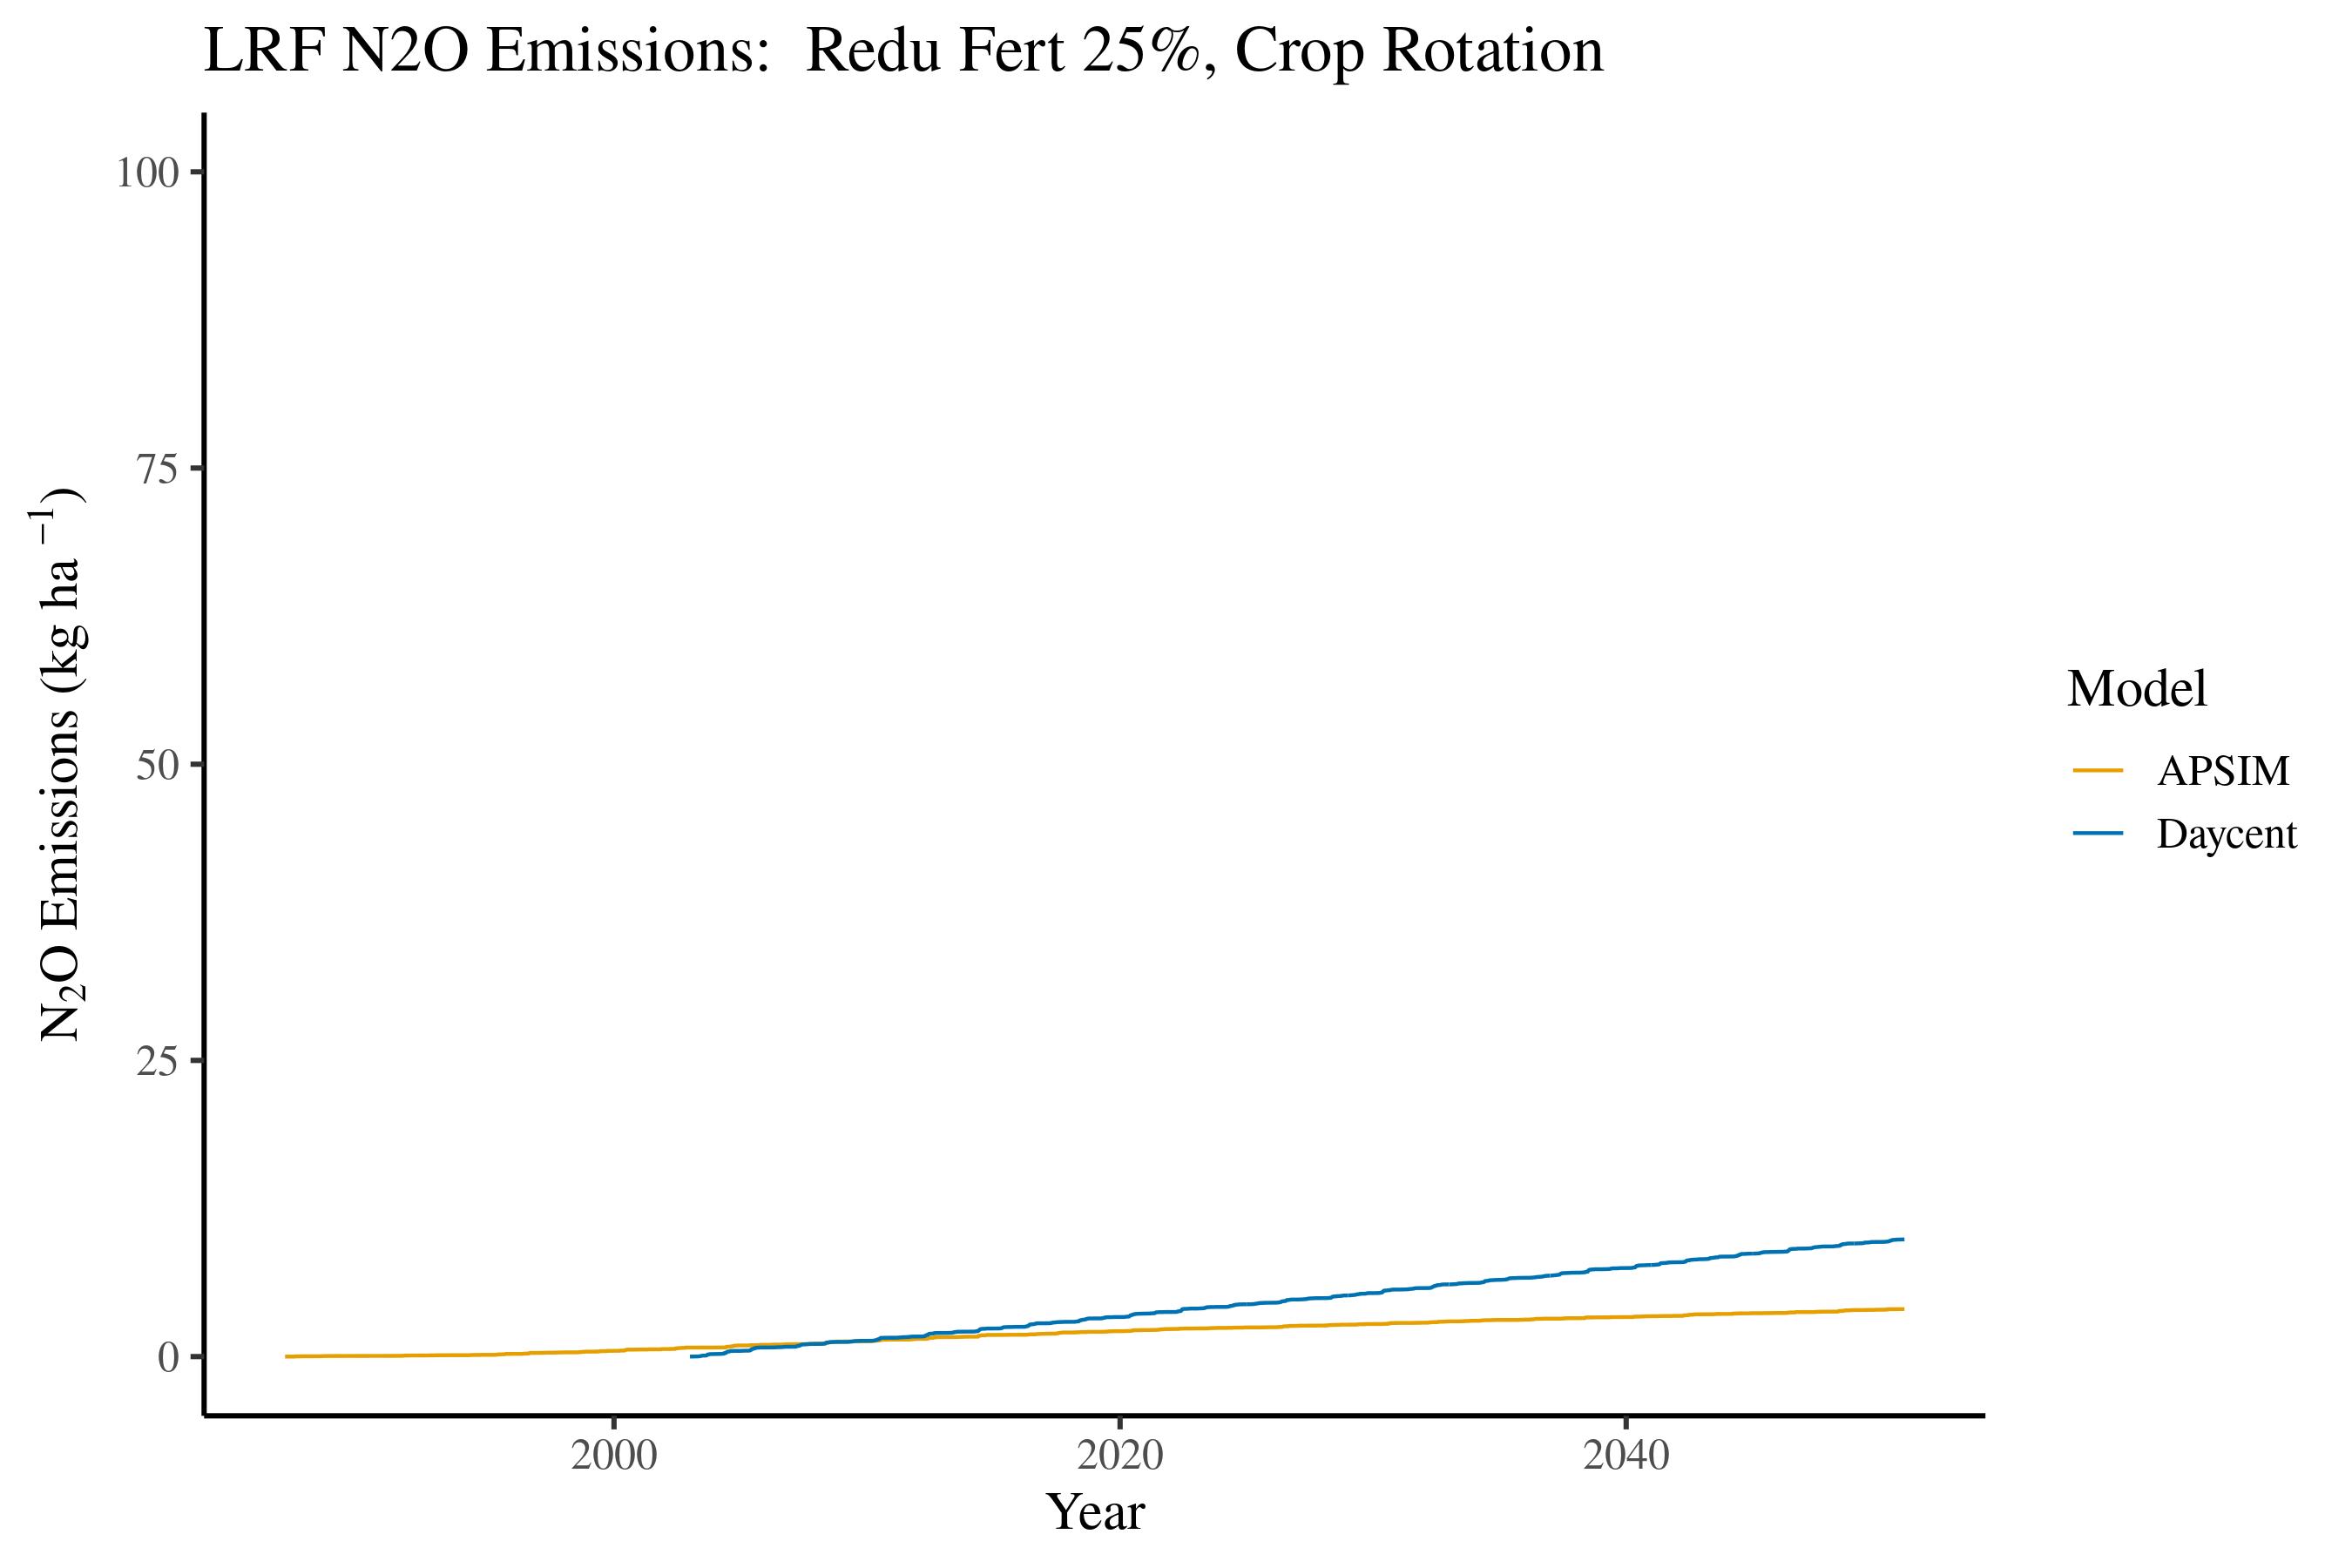 LRF N2O Emissions:  Redu Fert 25%, Crop Rotation
100
75
50
25
0
N₂O Emissions (kg ha ⁻¹)
2000
2020
2040
Year
Model
APSIM
Daycent